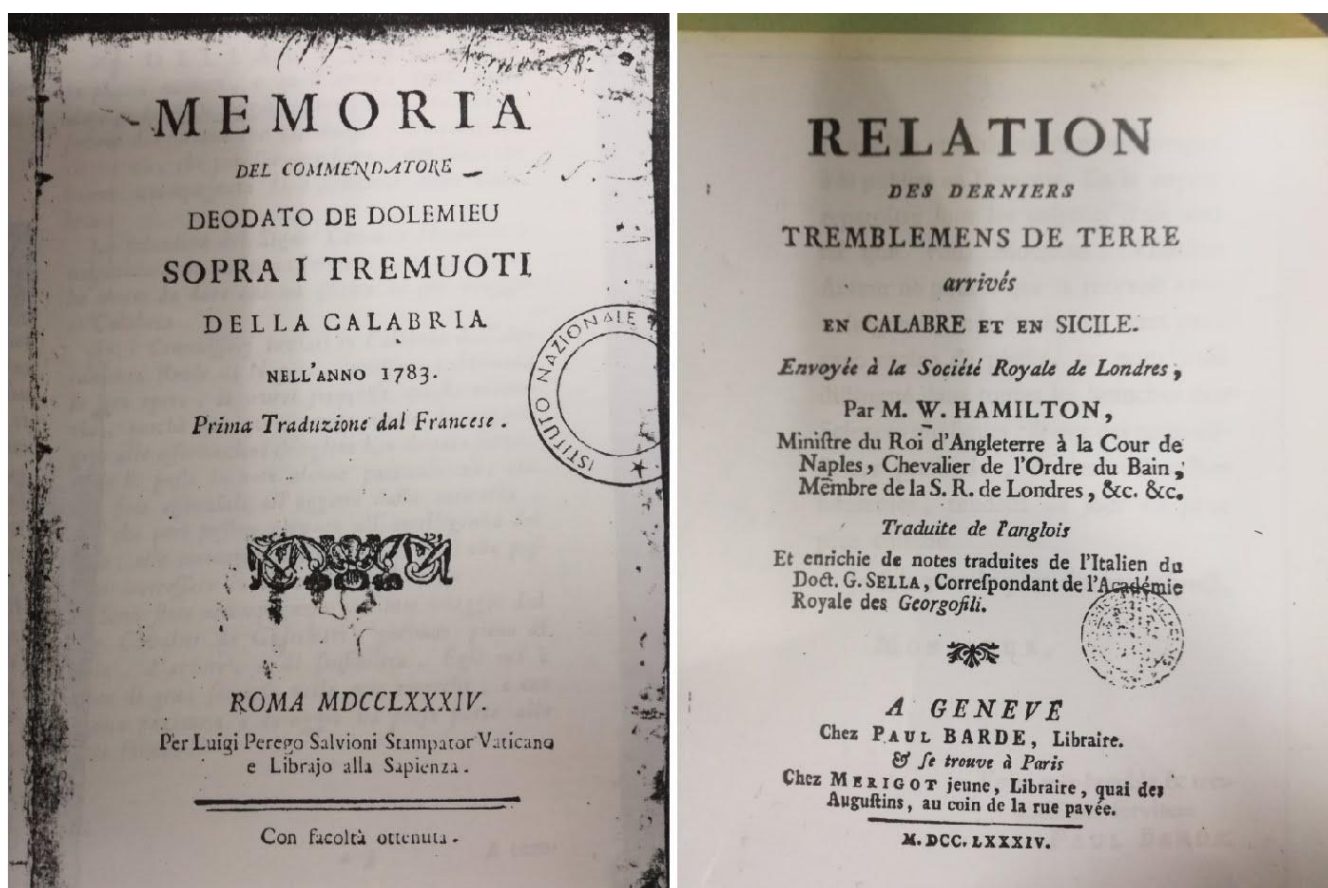 MEMORIA
DEL COMMENDATORE
DEODATO DE DOLEMIEU
SOPRA I TREMUOTI
DELLA CALABRIA
NELL'ANNO 1783.
Prima Traduzione dal Francese.
ISTITUTO NAZIONALE
ROMA MDCCLXXXIV.
Per Luigi Perego Salvioni Stampator Vaticano
e Librajo alla Sapienza.
Con facoltà ottenuta.
RELATION
DES DERNIERS
TREMBLEMENS DE TERRE
arrivés
EN CALABRE ET EN SICILE.
Envoyée à la Société Royale de Londres,
Par M. W. HAMILTON,
Miniſtre du Roi d'Angleterre à la Cour de
Naples, Chevalier de l'Ordre du Bain,
Membre de la S. R. de Londres, &c. &c.
Traduite de l'anglois
Et enrichie de notes traduites de l'Italien du
Doct. G. SELLA, Correſpondant de l'Académie
Royale des Georgofili.
A GENEVE
Chez PAUL BARDE, Libraire.
& ſe trouve à Paris
Chez MERIGOT jeune, Libraire, quai des
Auguſtins, au coin de la rue pavée.
M. DCC. LXXXIV.